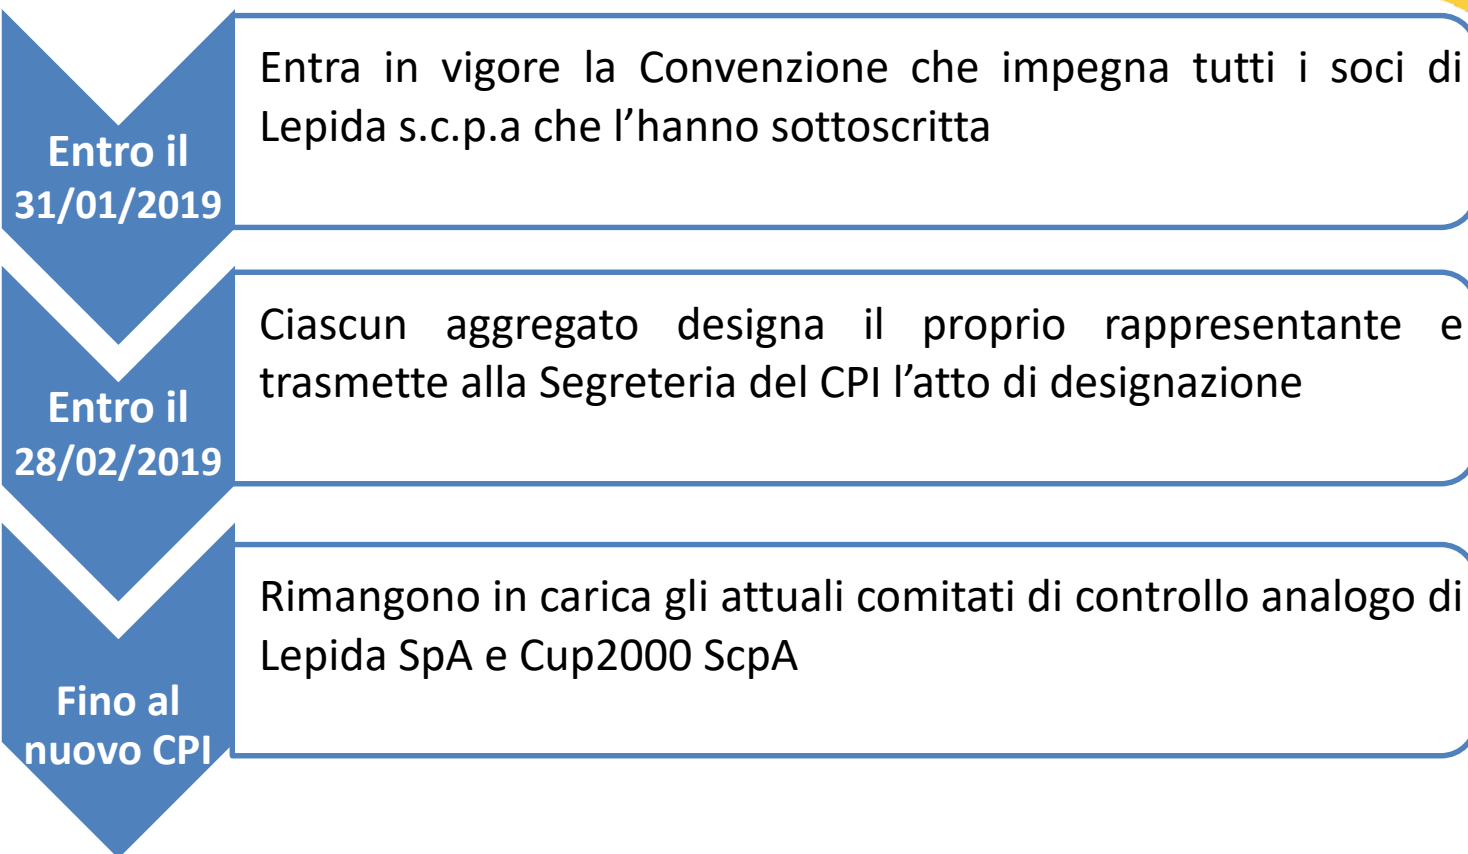 Entro il
31/01/2019
Entra in vigore la Convenzione che impegna tutti i soci di
Lepida s.c.p.a che l’hanno sottoscritta
Entro il
28/02/2019
Ciascun aggregato designa il proprio rappresentante e
trasmette alla Segreteria del CPI l’atto di designazione
Fino al
nuovo CPI
Rimangono in carica gli attuali comitati di controllo analogo di
Lepida SpA e Cup2000 ScpA